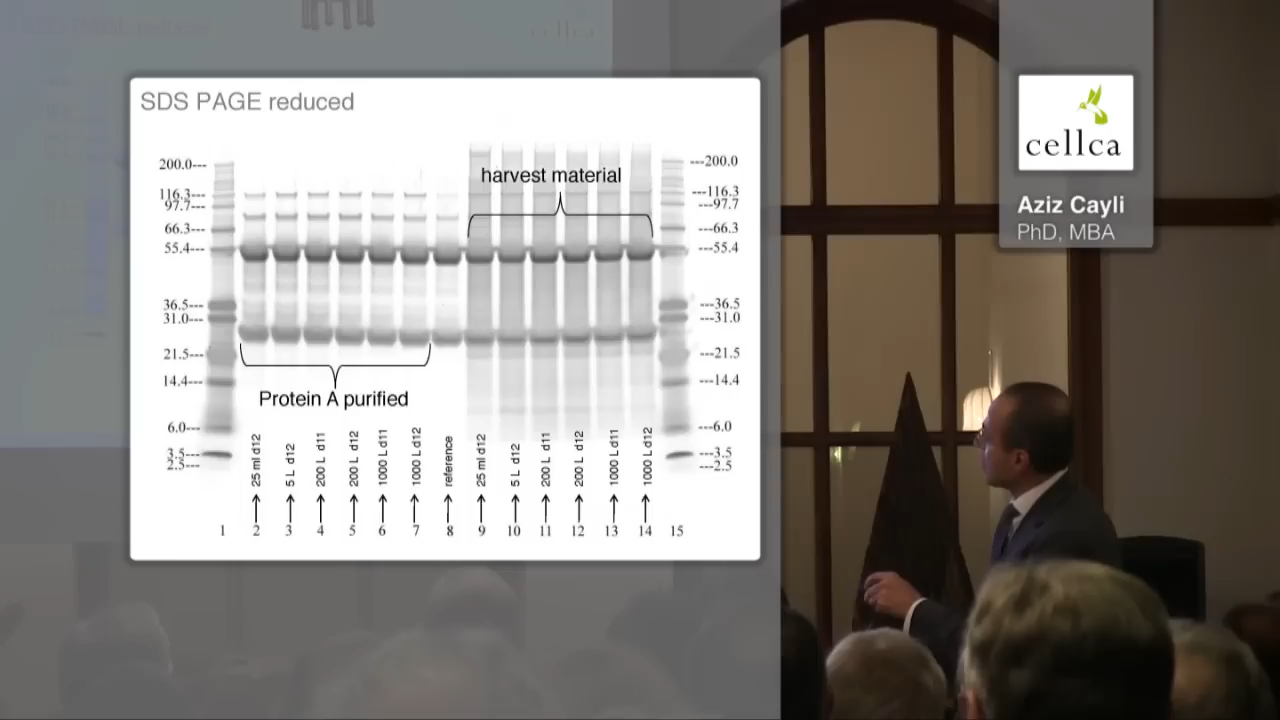 SDS PAGE reduced
200.0---
116.3---
97.7---
66.3---
55.4---
36.5---
31.0---
21.5---
14.4---
6.0---
3.5---
2.5---
harvest material
Protein A purified
---200.0
---116.3
---97.7
---66.3
---55.4
---36.5
---31.0
---21.5
---14.4
---6.0
---3.5
---2.5
25 ml d12
5 L d12
200 L d11
200 L d12
1000 L d11
1000 L d12
reference
25 ml d12
5 L d12
200 L d11
200 L d12
1000 L d11
1000 L d12
1 2 3 4 5 6 7 8 9 10 11 12 13 14 15
cellca
Aziz Cayli
PhD, MBA